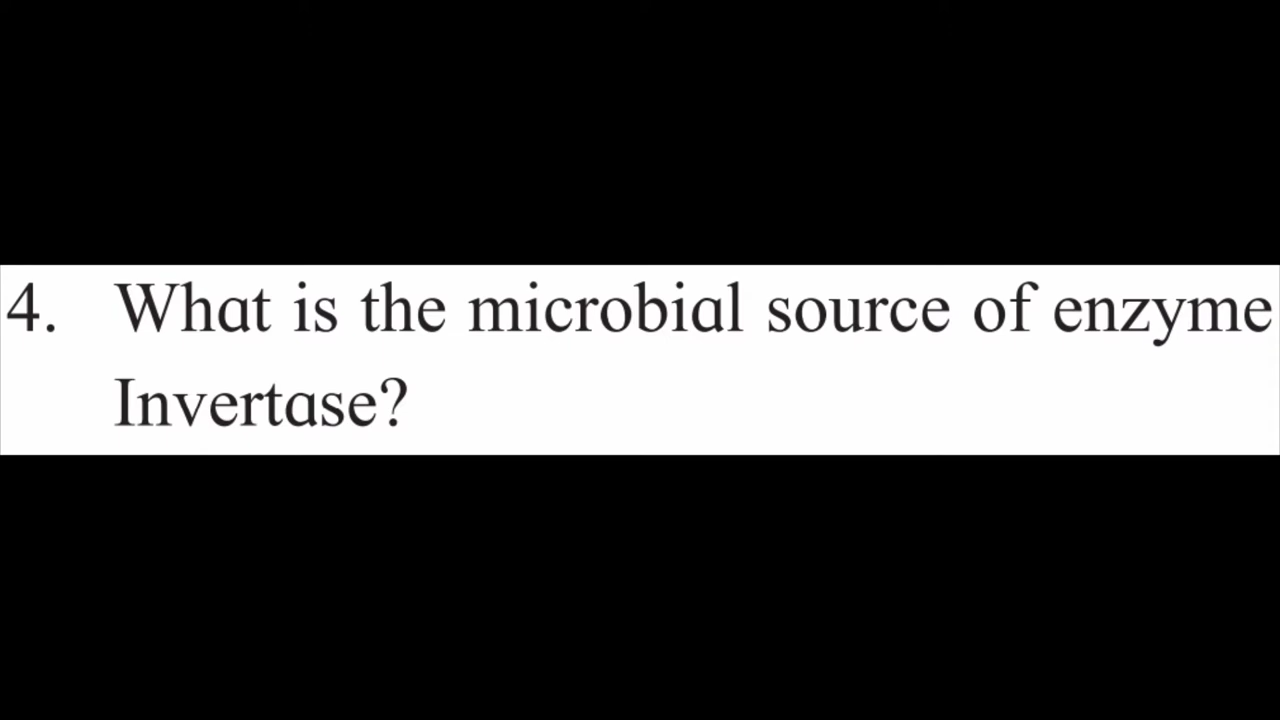 4. What is the microbial source of enzyme
Invertase?